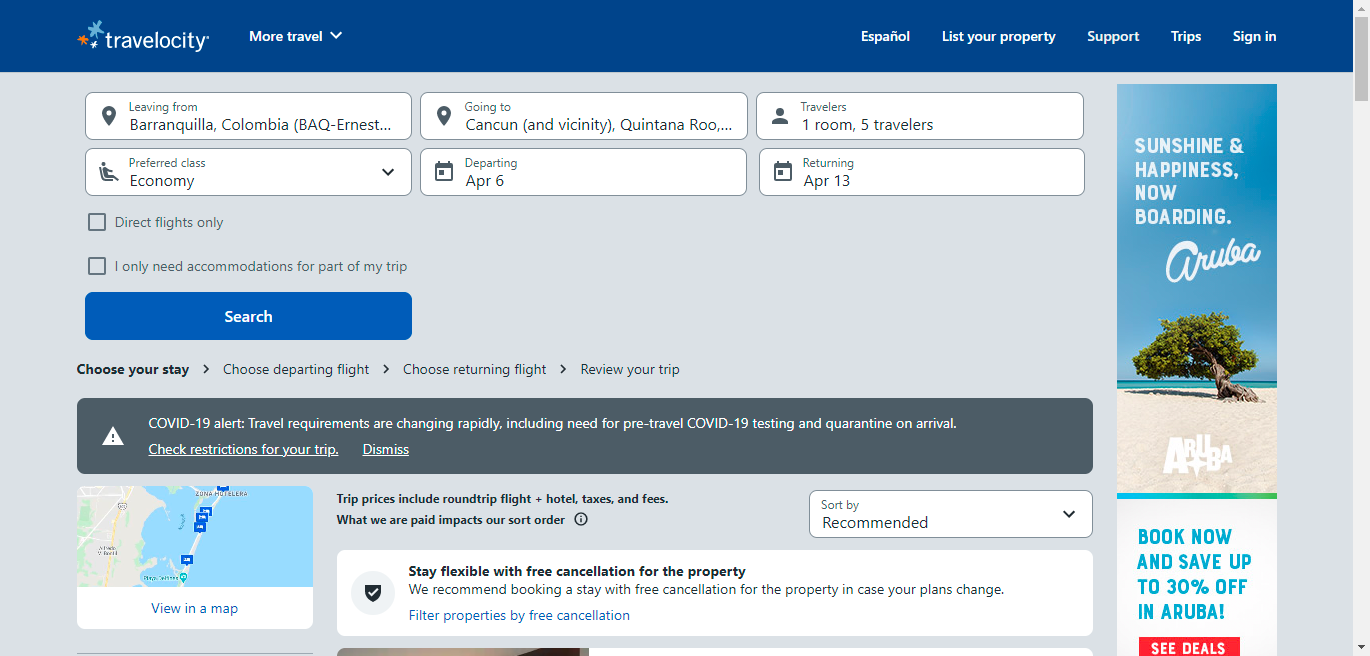 travelocity
More travel
Español
List your property
Support
Trips
Sign in
Leaving from
Barranquilla, Colombia (BAQ-Ernest...
Going to
Cancun (and vicinity), Quintana Roo,...
Travelers
1 room, 5 travelers
Preferred class
Economy
Departing
Apr 6
Returning
Apr 13
Direct flights only
I only need accommodations for part of my trip
Search
Choose your stay
Choose departing flight
Choose returning flight
Review your trip
COVID-19 alert: Travel requirements are changing rapidly, including need for pre-travel COVID-19 testing and quarantine on arrival.
Check restrictions for your trip.
Dismiss
ZONA HOTELERA
Alfredo
V. Bonfil
Playa Delfines
View in a map
Trip prices include roundtrip flight + hotel, taxes, and fees.
What we are paid impacts our sort order
Sort by
Recommended
Stay flexible with free cancellation for the property
We recommend booking a stay with free cancellation for the property in case your plans change.
Filter properties by free cancellation
SUNSHINE &
HAPPINESS,
NOW
BOARDING.
aruba
ARUBA
BOOK NOW
AND SAVE UP
TO 30% OFF
IN ARUBA!
SEE DEALS